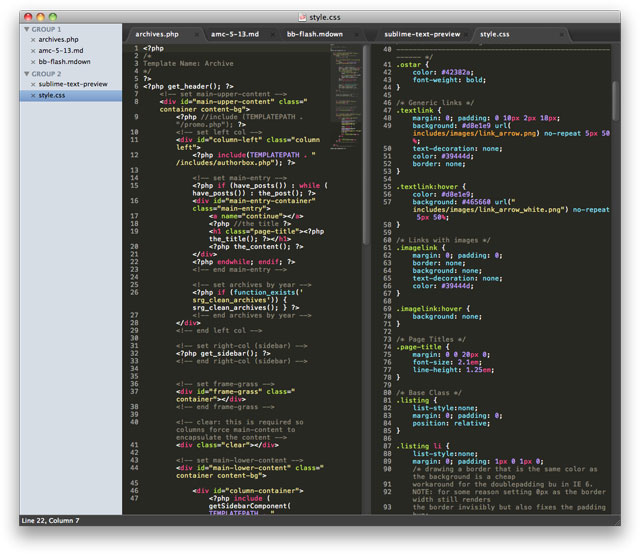 style.css
GROUP 1
archives.php
amc-5-13.md
bb-flash.mdown
GROUP 2
sublime-text-preview
style.css
archives.php
amc-5-13.md
bb-flash.mdown
1 <?php
2 /*
3 Template Name: Archive
4 */
5 ?>
6 <?php get_header(); ?>
7 <!-- set main-upper-content -->
8 <div id="main-upper-content" class="
container content-bg">
9 <?php //include (TEMPLATEPATH .
"/promo.php"); ?>
10 <!-- set left col -->
11 <div id="column-left" class="column
left">
12 <?php include(TEMPLATEPATH . "
/includes/authorbox.php"); ?>
13
14 <!-- set main-entry -->
15 <?php if (have_posts()) : while (
have_posts()) : the_post(); ?>
16 <div id="main-entry-container"
class="main-entry">
17 <a name="continue"></a>
18 <?php //the title ?>
19 <h1 class="page-title"><?php
the_title(); ?></h1>
20 <?php the_content(); ?>
21 </div>
22 <?php endwhile; endif; ?>
23 <!-- end main-entry -->
24
25 <!-- set archives by year -->
26 <?php if (function_exists('
srg_clean_archives')) {
srg_clean_archives(); } ?>
27 <!-- end archives by year -->
28 </div>
29 <!-- end left col -->
30
31 <!-- set right-col (sidebar) -->
32 <?php get_sidebar(); ?>
33 <!-- end right-col (sidebar) -->
34
35
36 <!-- set frame-grass -->
37 <div id="frame-grass" class="
container"></div>
38 <!-- end frame-grass -->
39
40 <!-- clear: this is required so
columns force main-content to
encapsulate the content -->
41 <div class="clear"></div>
42
43 <!-- set main-lower-content -->
44 <div id="main-lower-content" class="
container content-bg">
45
46 <div id="column-container">
47 <?php include (
getSidebarComponent(
TEMPLATEPATH . "
sublime-text-preview
style.css
40
------ */
41 .ostar {
42 color: #42382a;
43 font-weight: bold;
44 }
45
46 /* Generic links */
47 .textlink {
48 margin: 0; padding: 0 10px 2px 18px;
49 background: #d8e1e9 url(
includes/images/link_arrow.png) no-repeat 5px 50
%;
50 text-decoration: none;
51 color: #39444d;
52 border: none;
53 }
54
55 .textlink:hover {
56 color: #d8e1e9;
57 background: #465660 url("
includes/images/link_arrow_white.png") no-repeat
5px 50%;
58 }
59
60 /* Links with images */
61 .imagelink {
62 margin: 0; padding: 0;
63 border: none;
64 background: none;
65 text-decoration: none;
66 color: #39444d;
67 }
68
69 .imagelink:hover {
70 background: none;
71 }
72
73 /* Page Titles */
74 .page-title {
75 margin: 0 0 20px 0;
76 font-size: 2.1em;
77 line-height: 1.25em;
78 }
79
80 /* Base Class */
81 .listing {
82 list-style:none;
83 margin: 0; padding: 0;
84 position: relative;
85 }
86
87 .listing li {
88 list-style:none;
89 margin: 0; padding: 1px 0 1px 0;
90 /* drawing a border that is the same color as
the background is a cheap
91 workaround for the doublepadding bu in IE 6.
92 NOTE: for some reason setting 0px as the border
width still renders
93 the border invisibly but also fixes the padding
Line 22, Column 7